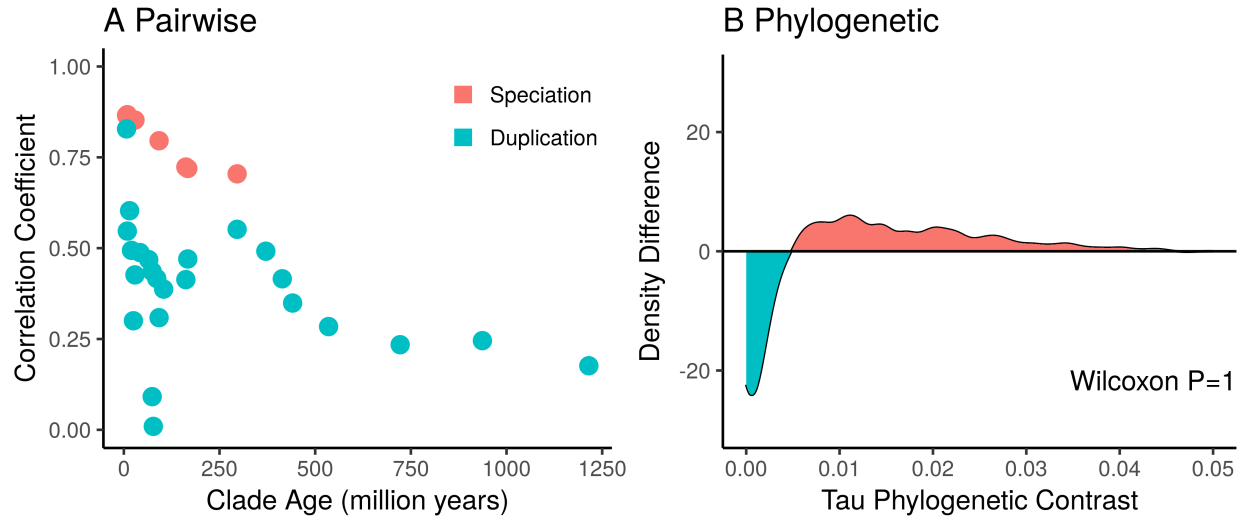 A Pairwise
Correlation Coefficient
1.00
0.75
0.50
0.25
0.00
Speciation
Duplication
0 250 500 750 1000 1250
Clade Age (million years)
B Phylogenetic
Density Difference
20
0
-20
Wilcoxon P=1
0.00 0.01 0.02 0.03 0.04 0.05
Tau Phylogenetic Contrast